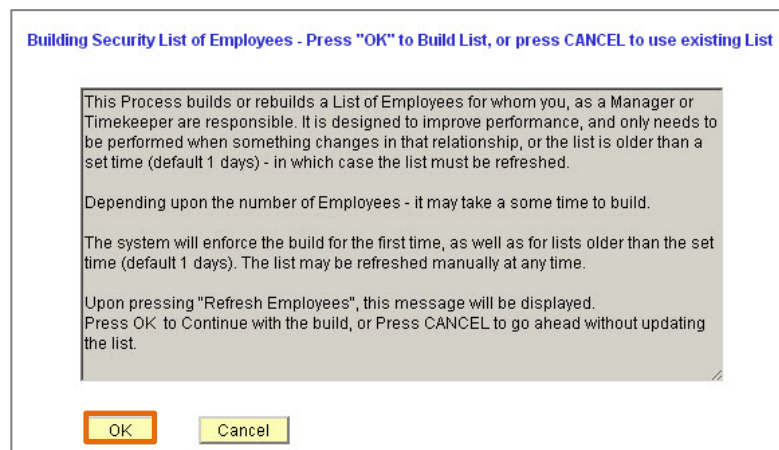 Building Security List of Employees - Press "OK" to Build List, or press CANCEL to use existing List
This Process builds or rebuilds a List of Employees for whom you, as a Manager or
Timekeeper are responsible. It is designed to improve performance, and only needs to
be performed when something changes in that relationship, or the list is older than a
set time (default 1 days) - in which case the list must be refreshed.
Depending upon the number of Employees - it may take a some time to build.
The system will enforce the build for the first time, as well as for lists older than the set
time (default 1 days). The list may be refreshed manually at any time.
Upon pressing "Refresh Employees", this message will be displayed.
Press OK to Continue with the build, or Press CANCEL to go ahead without updating
the list.
OK Cancel